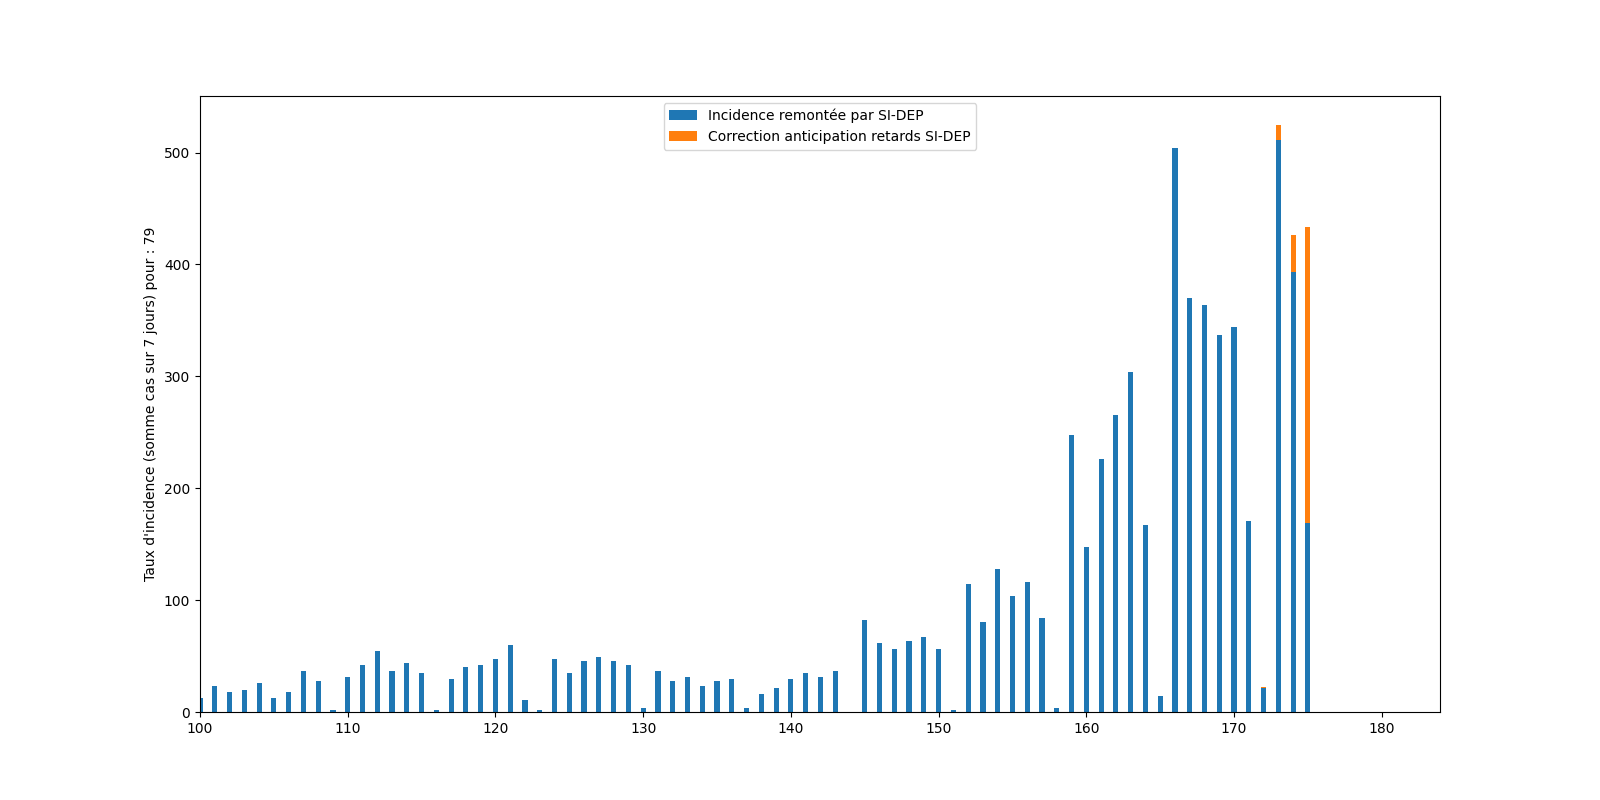 Incidence remontée par SI-DEP
Correction anticipation retards SI-DEP
Taux d'incidence (somme cas sur 7 jours) pour : 79
500
400
300
200
100
0
100 110 120 130 140 150 160 170 180